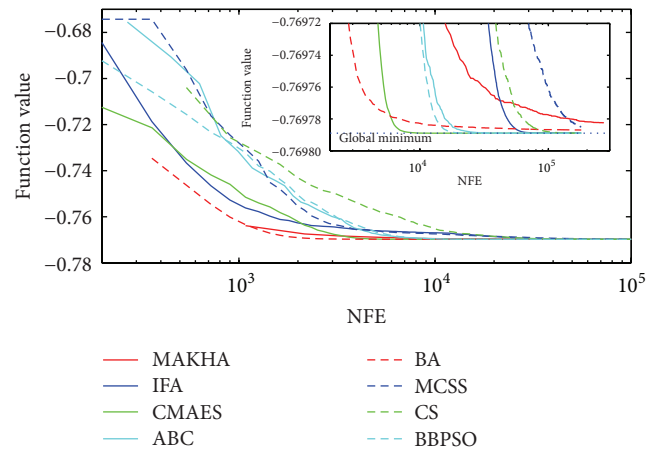 −0.68
−0.7
−0.72
−0.74
−0.76
−0.78
Function value
10^3
10^4
10^5
NFE
−0.76972
−0.76974
−0.76976
−0.76978
−0.76980
Function value
Global minimum
10^4
10^5
NFE
MAKHA
IFA
CMAES
ABC
BA
MCSS
CS
BBPSO